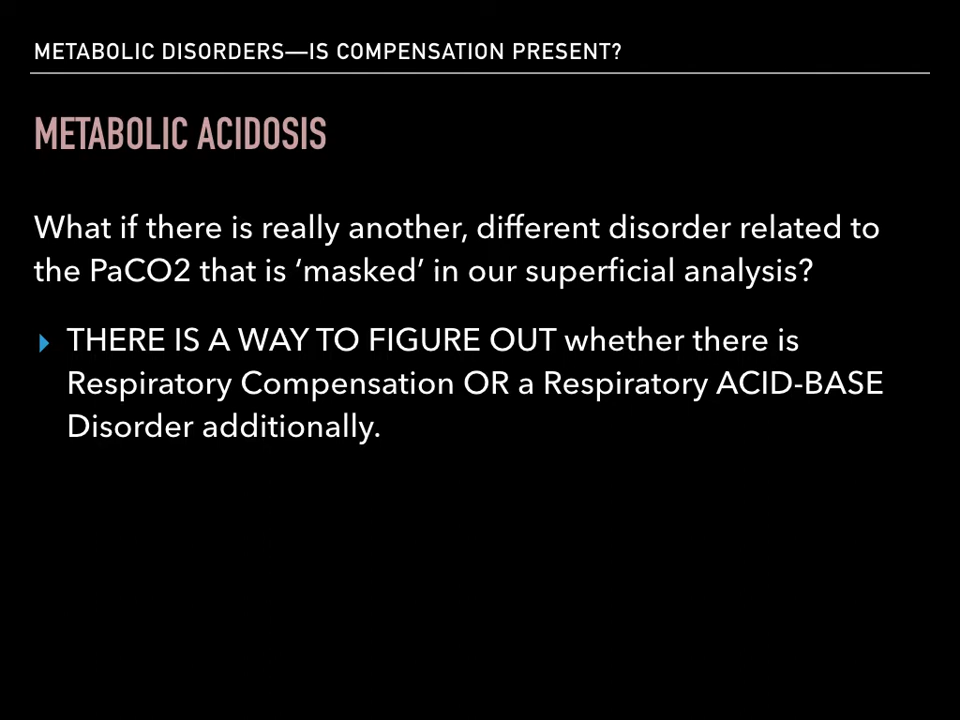 METABOLIC DISORDERS—IS COMPENSATION PRESENT?
METABOLIC ACIDOSIS
What if there is really another, different disorder related to
the PaCO2 that is ‘masked’ in our superficial analysis?
THERE IS A WAY TO FIGURE OUT whether there is
Respiratory Compensation OR a Respiratory ACID-BASE
Disorder additionally.